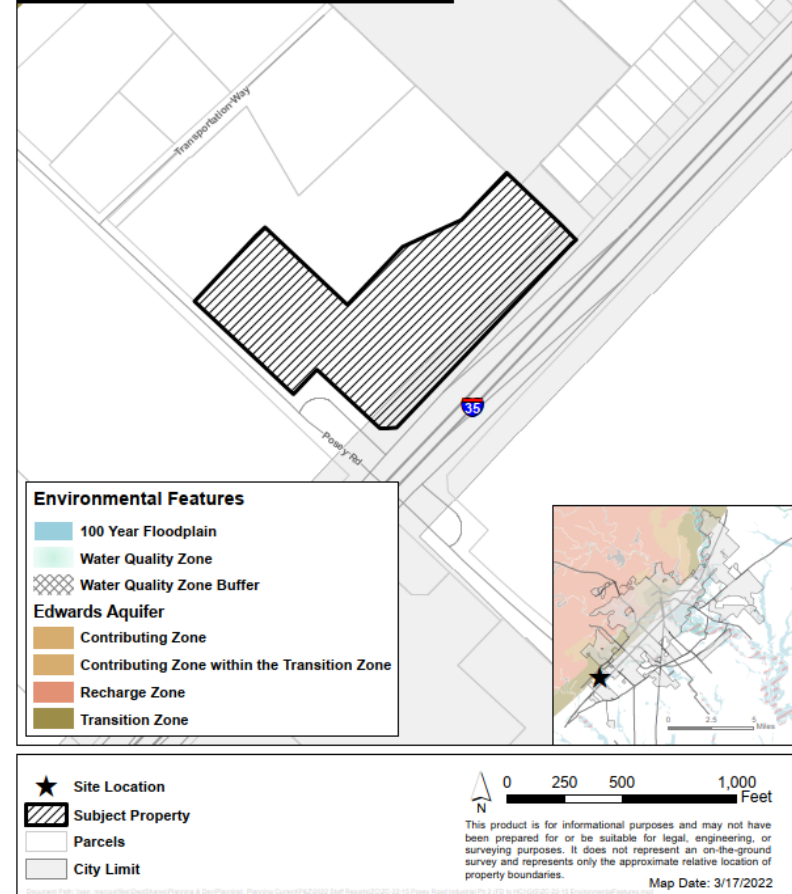 Transportation Way
35
Posey Rd
Environmental Features
100 Year Floodplain
Water Quality Zone
Water Quality Zone Buffer
Edwards Aquifer
Contributing Zone
Contributing Zone within the Transition Zone
Recharge Zone
Transition Zone
0 2.5 5
Miles
Site Location
Subject Property
Parcels
City Limit
N
0 250 500 1,000
Feet
This product is for informational purposes and may not have
been prepared for or be suitable for legal, engineering, or
surveying purposes. It does not represent an on-the-ground
survey and represents only the approximate relative location of
property boundaries.
Map Date: 3/17/2022